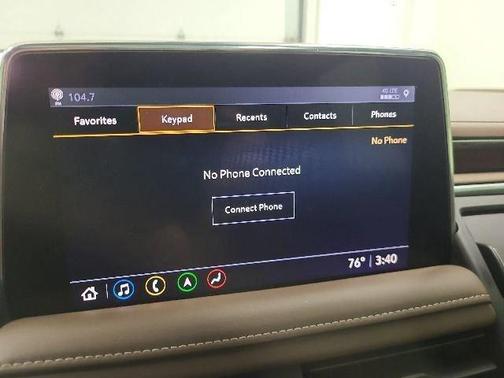 FM 104.7 4G LTE
Favorites Keypad Recents Contacts Phones
No Phone
No Phone Connected
Connect Phone
76° 3:40